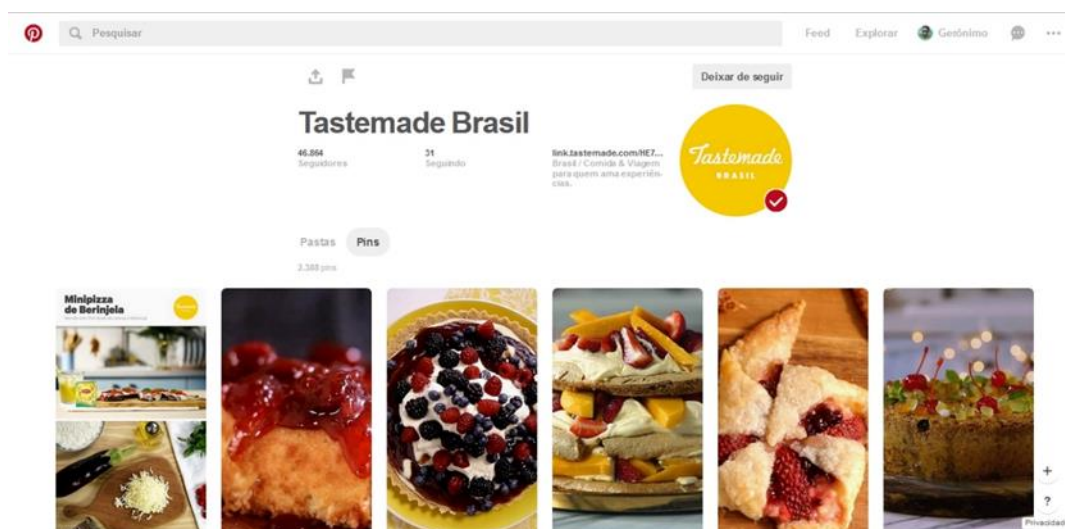 Pesquisar
Feed
Explorar
Gerônimo
Deixar de seguir
Tastemade Brasil
46.864
Seguidores
31
Seguindo
link.tastemade.com/HE7...
Brasil / Comida & Viagem
para quem ama experiên-
cias.
Tastemade
BRASIL
Pastas
Pins
2.388 pins
Minipizza
de Berinjela
+
?
Privacidad